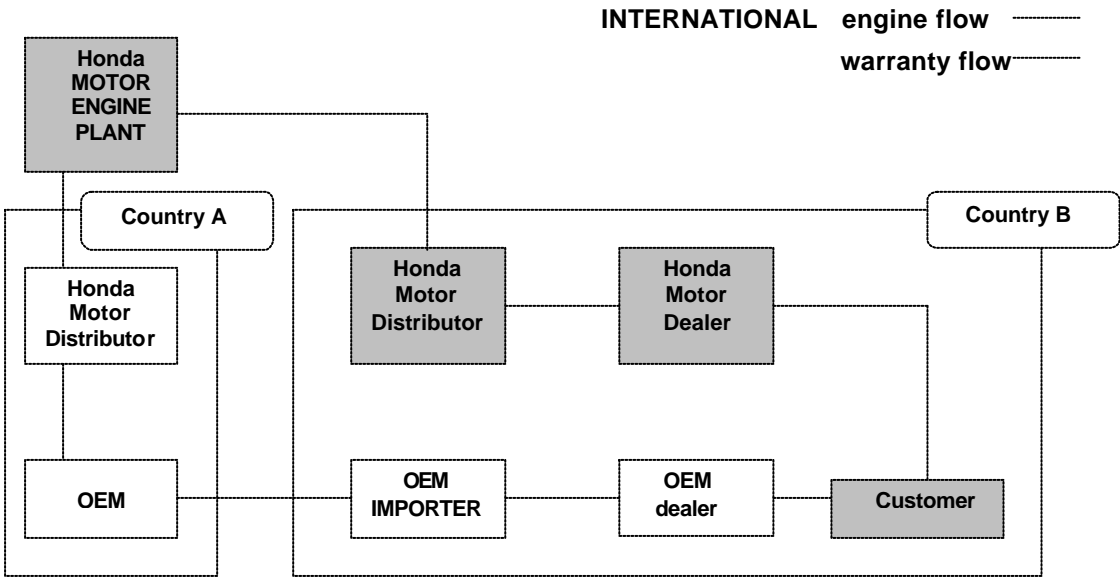 INTERNATIONAL engine flow
warranty flow
Honda
MOTOR
ENGINE
PLANT
Country A
Country B
Honda
Motor
Distributor
Honda
Motor
Distributor
Honda
Motor
Dealer
OEM
OEM
IMPORTER
OEM
dealer
Customer